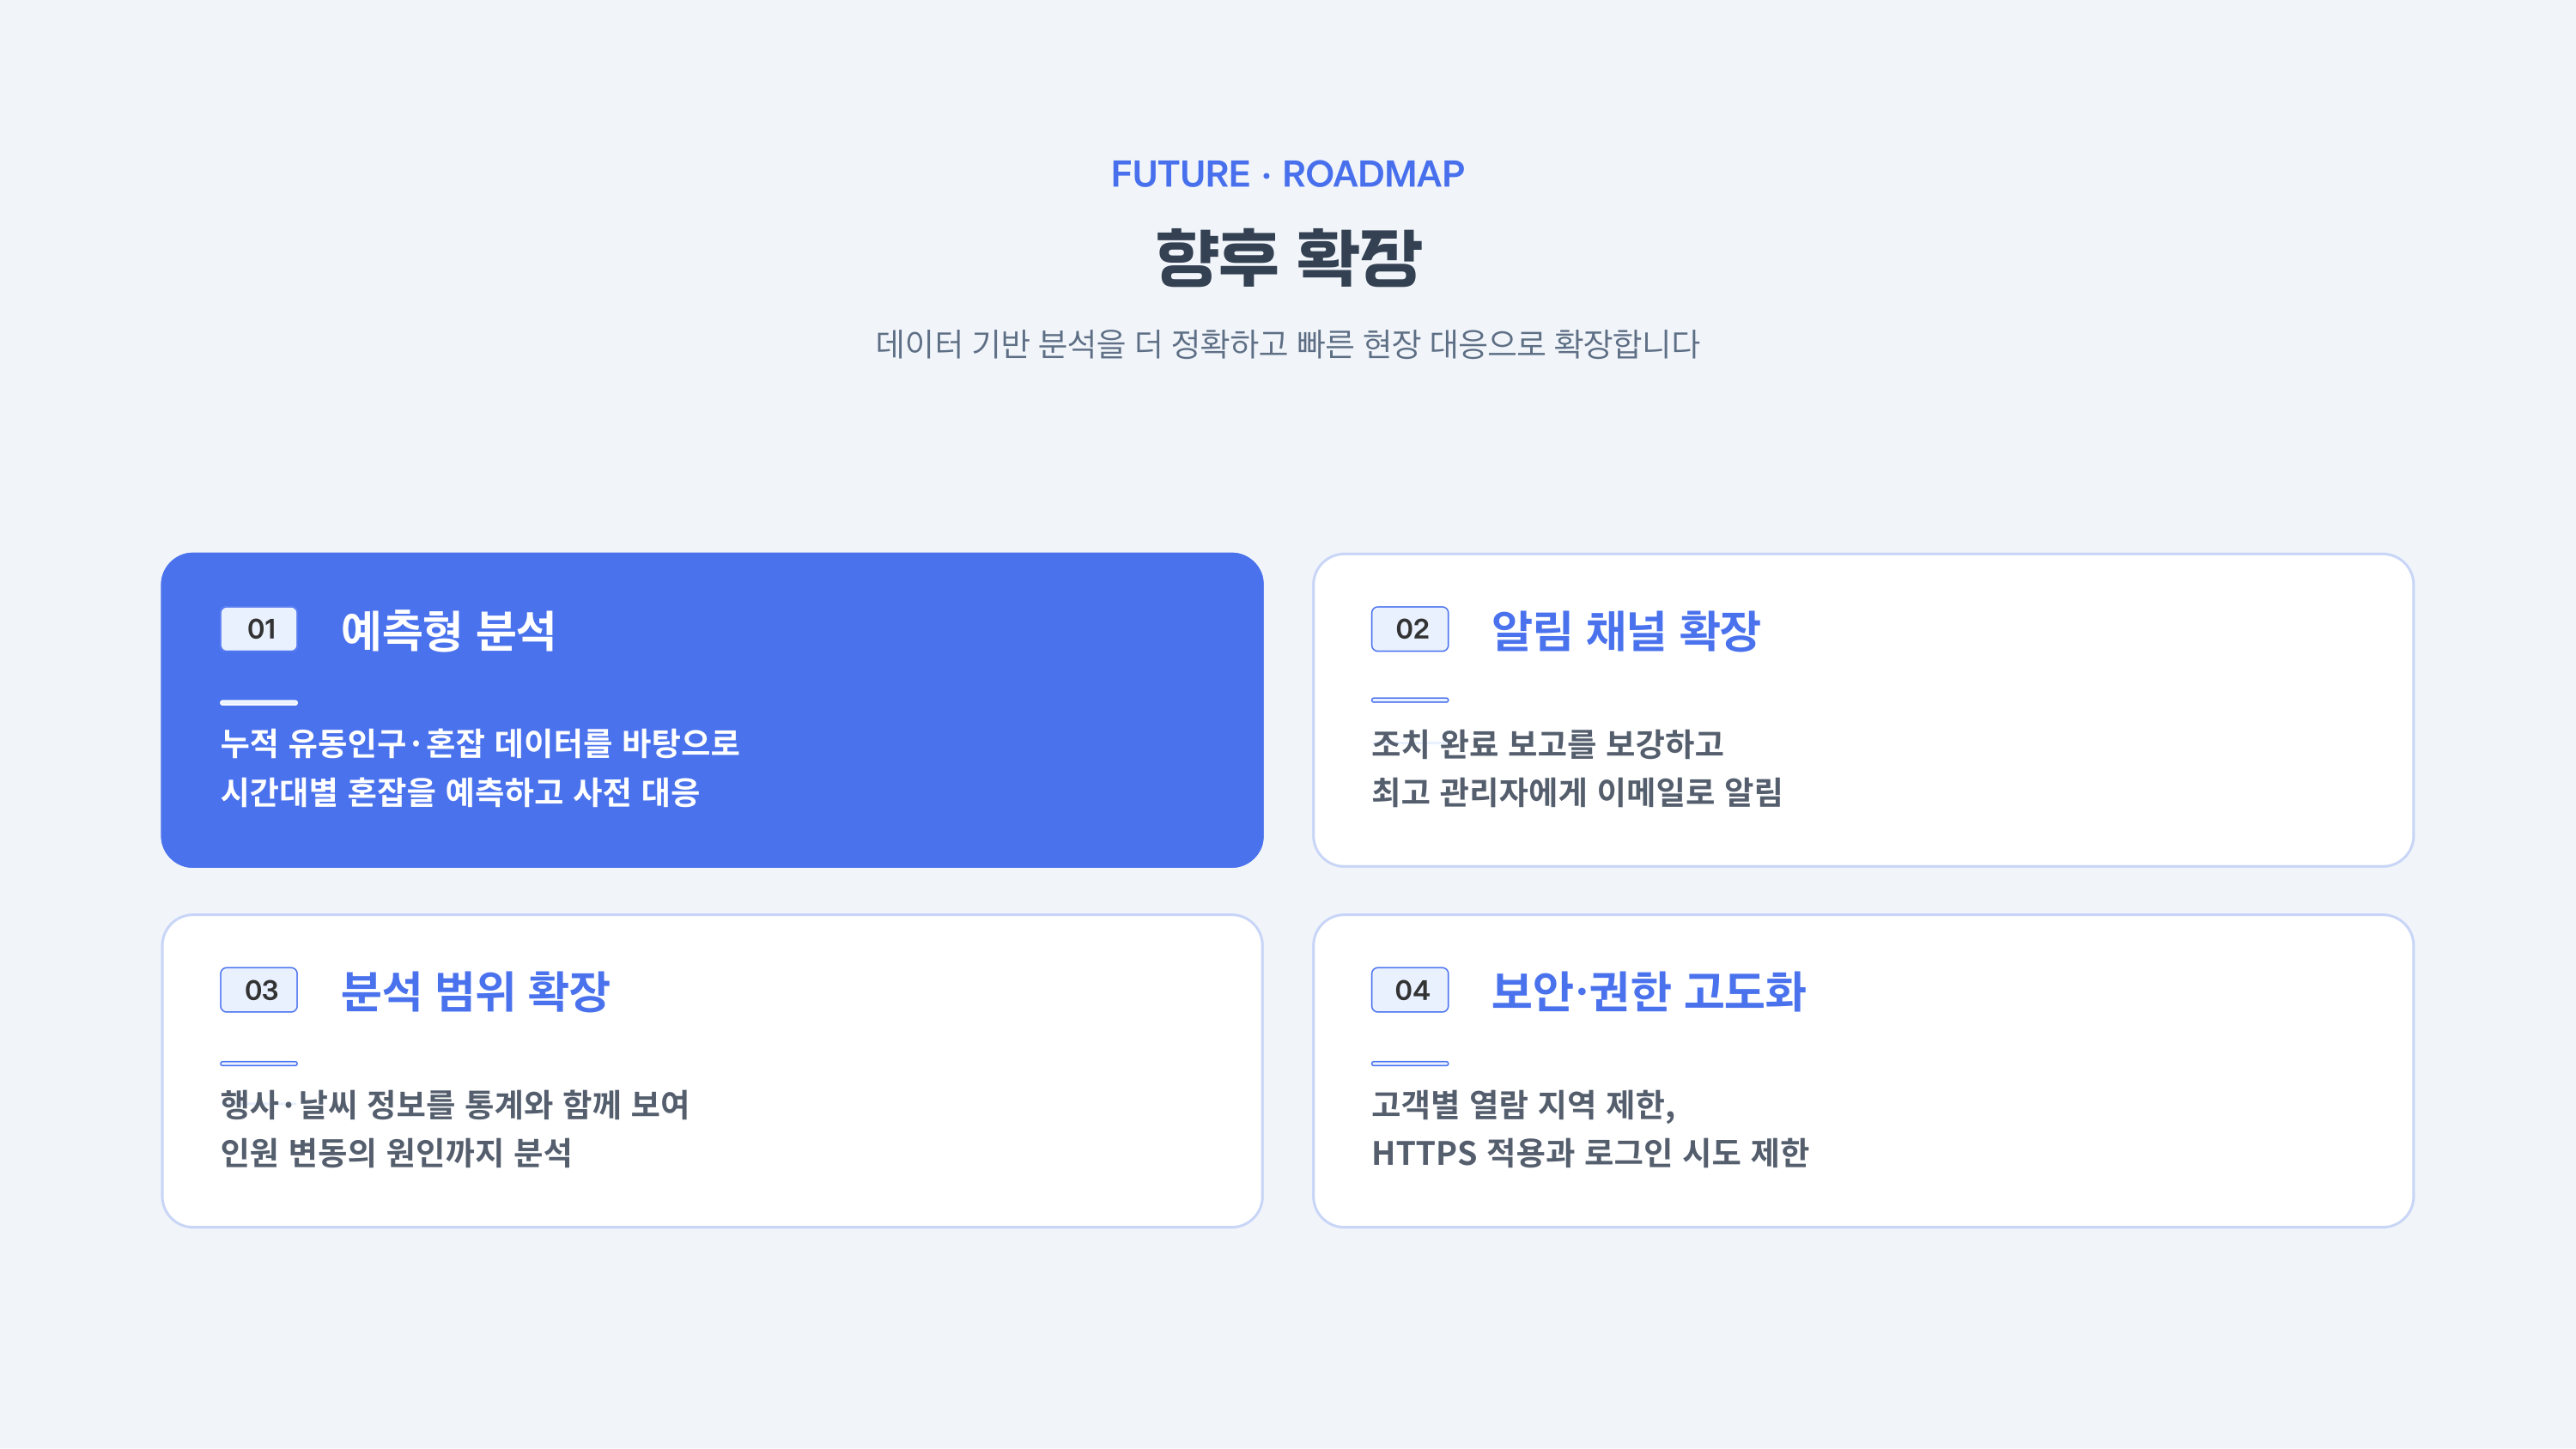 FUTURE · ROADMAP
향후 확장
데이터 기반 분석을 더 정확하고 빠른 현장 대응으로 확장합니다
01 예측형 분석
누적 유동인구·혼잡 데이터를 바탕으로
시간대별 혼잡을 예측하고 사전 대응
02 알림 채널 확장
조치 완료 보고를 보강하고
최고 관리자에게 이메일로 알림
03 분석 범위 확장
행사·날씨 정보를 통계와 함께 보여
인원 변동의 원인까지 분석
04 보안·권한 고도화
고객별 열람 지역 제한,
HTTPS 적용과 로그인 시도 제한